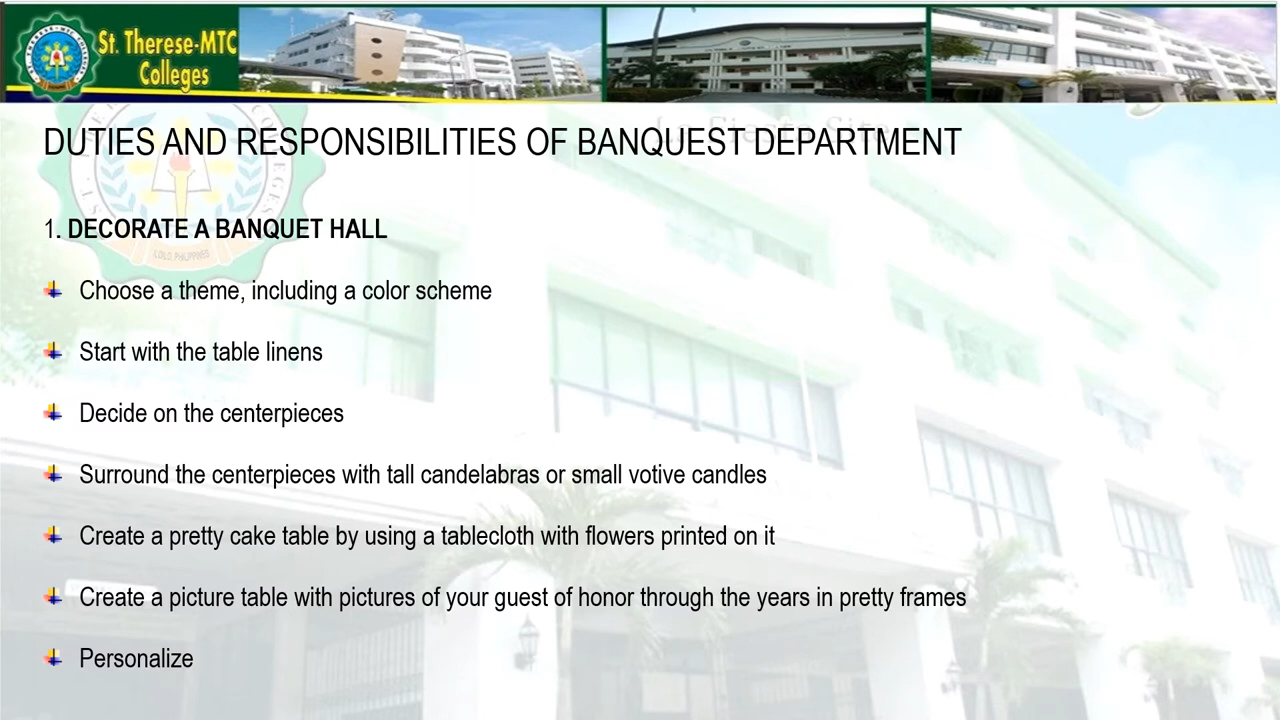 St. Therese-MTC
Colleges
DUTIES AND RESPONSIBILITIES OF BANQUEST DEPARTMENT
1. DECORATE A BANQUET HALL
Choose a theme, including a color scheme
Start with the table linens
Decide on the centerpieces
Surround the centerpieces with tall candelabras or small votive candles
Create a pretty cake table by using a tablecloth with flowers printed on it
Create a picture table with pictures of your guest of honor through the years in pretty frames
Personalize